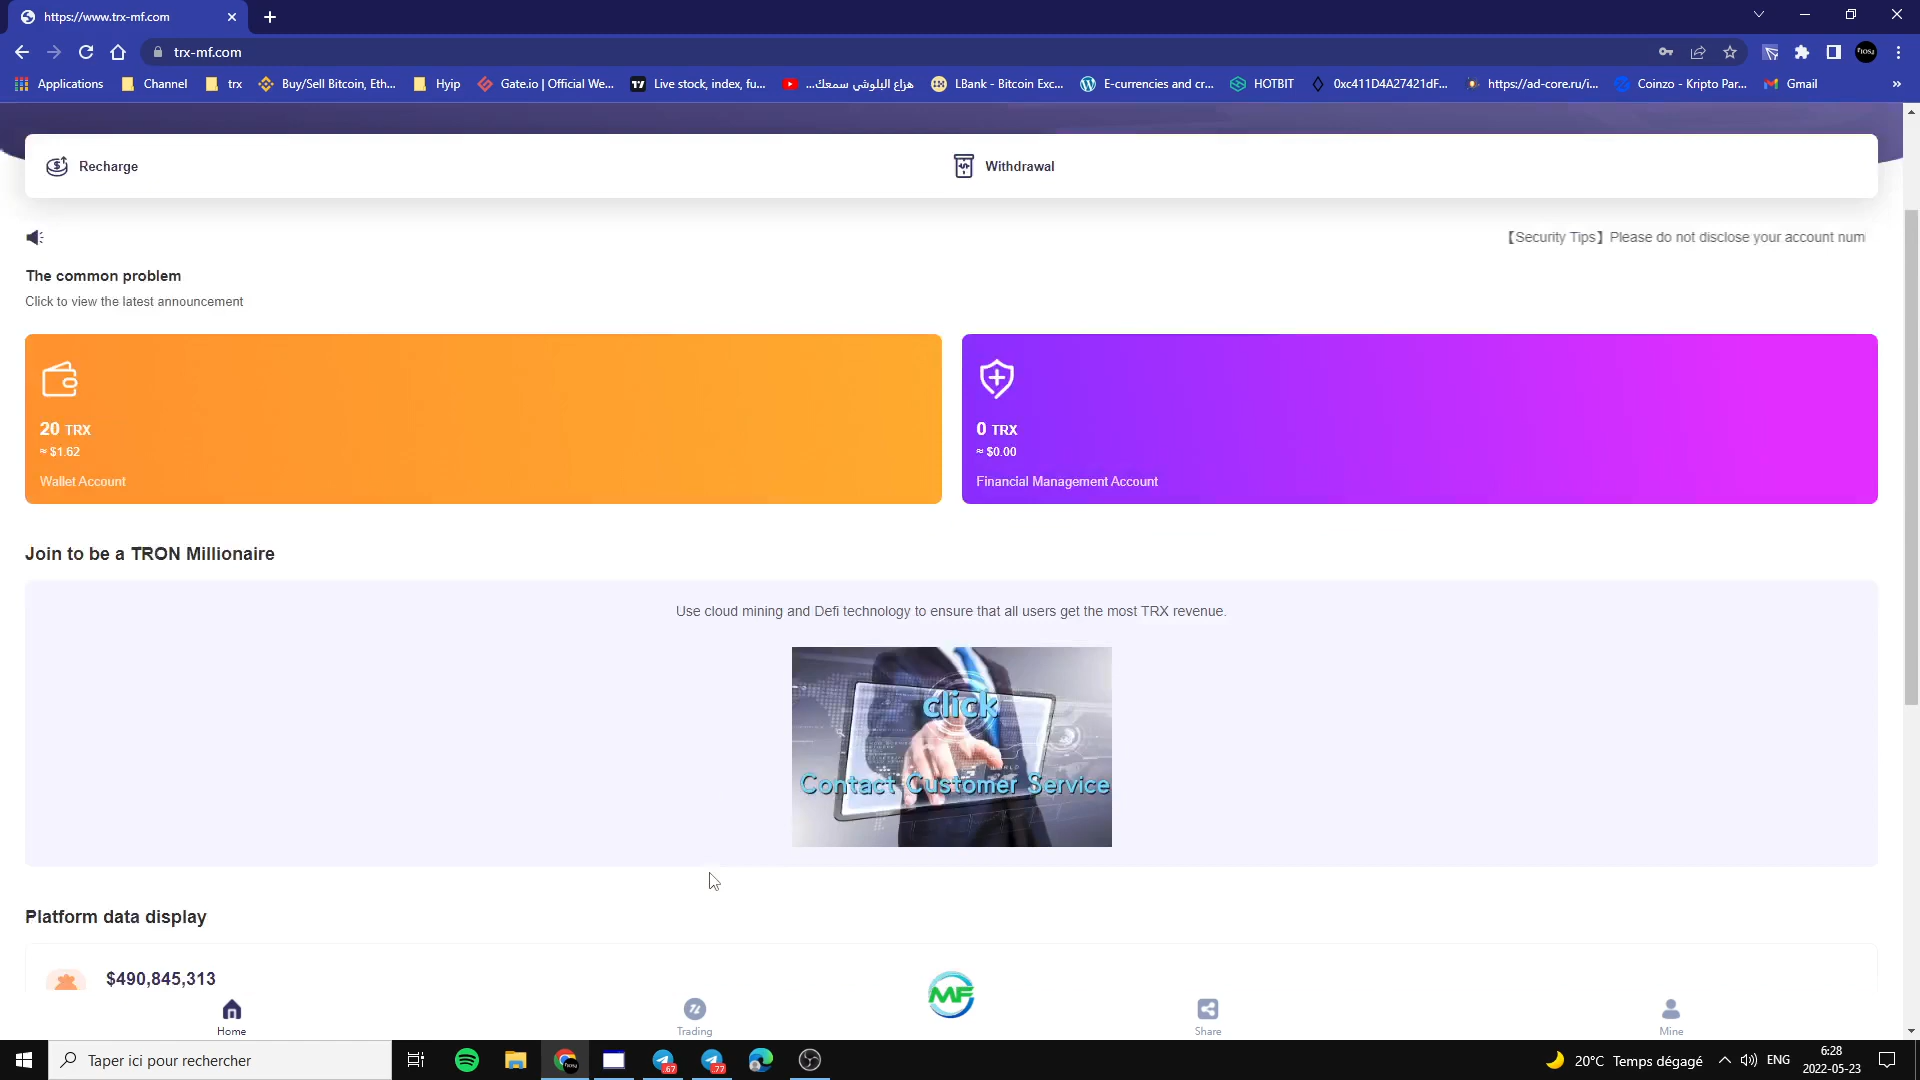 https://www.trx-mf.com
trx-mf.com
Applications
Channel
trx
Buy/Sell Bitcoin, Eth...
Hyip
Gate.io | Official We...
Live stock, index, fu...
هزاع البلوشي سمعك...
LBank - Bitcoin Exc...
E-currencies and cr...
HOTBIT
0xc411D4A27421dF...
https://ad-core.ru/i...
Coinzo - Kripto Par...
Gmail
»
Recharge
Withdrawal
【Security Tips】Please do not disclose your account num
The common problem
Click to view the latest announcement
20 TRX
≈ $1.62
Wallet Account
0 TRX
≈ $0.00
Financial Management Account
Join to be a TRON Millionaire
Use cloud mining and Defi technology to ensure that all users get the most TRX revenue.
click
Contact Customer Service
Platform data display
$490,845,313
MF
Home
Trading
Share
Mine
Taper ici pour rechercher
.67
.77
20°C Temps dégagé
ENG
6:28
2022-05-23